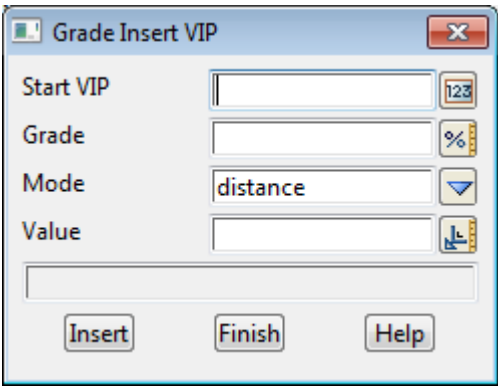 Grade Insert VIP
Start VIP 123
Grade %
Mode distance
Value L
Insert Finish Help